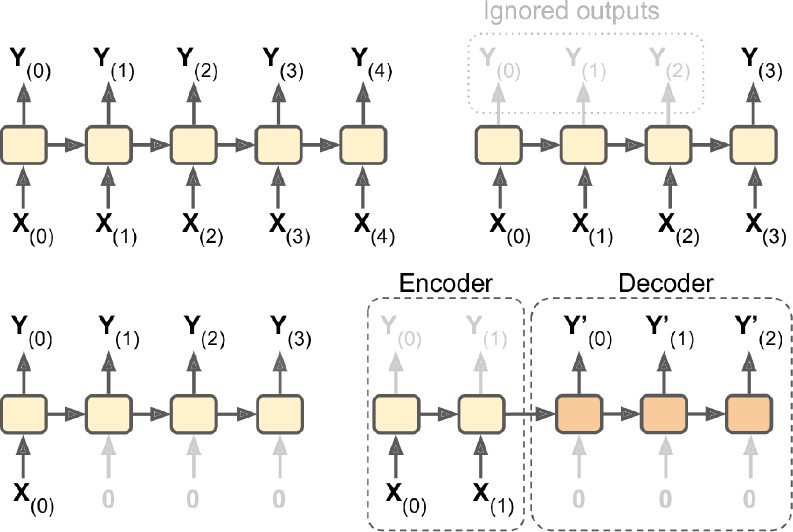 Ignored outputs
Y(0) Y(1) Y(2) Y(3) Y(4)
Y(0) Y(1) Y(2) Y(3)
X(0) X(1) X(2) X(3) X(4)
X(0) X(1) X(2) X(3)
Encoder Decoder
Y(0) Y(1) Y(2) Y(3)
Y(0) Y(1) Y'(0) Y'(1) Y'(2)
X(0) 0 0 0
X(0) X(1) 0 0 0